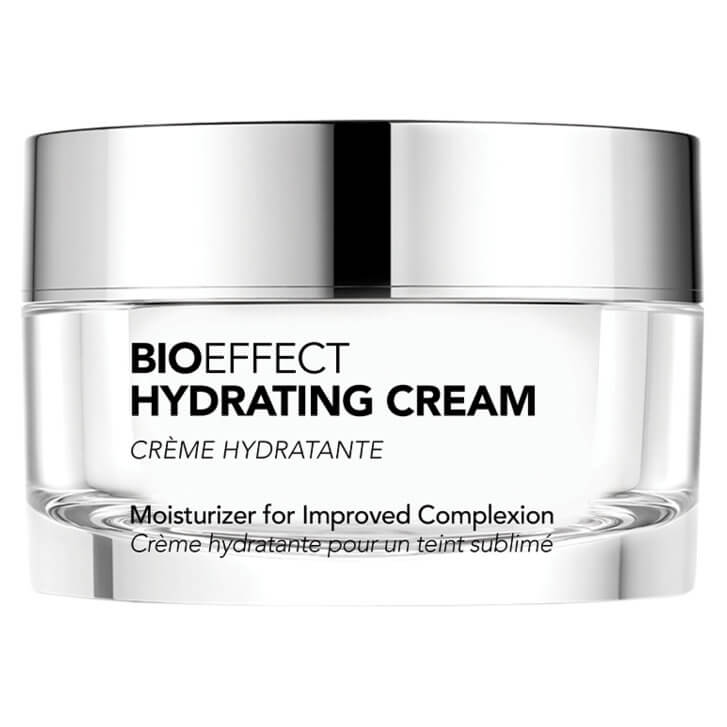 BIOEFFECT
HYDRATING CREAM
CRÈME HYDRATANTE
Moisturizer for Improved Complexion
Crème hydratante pour un teint sublimé